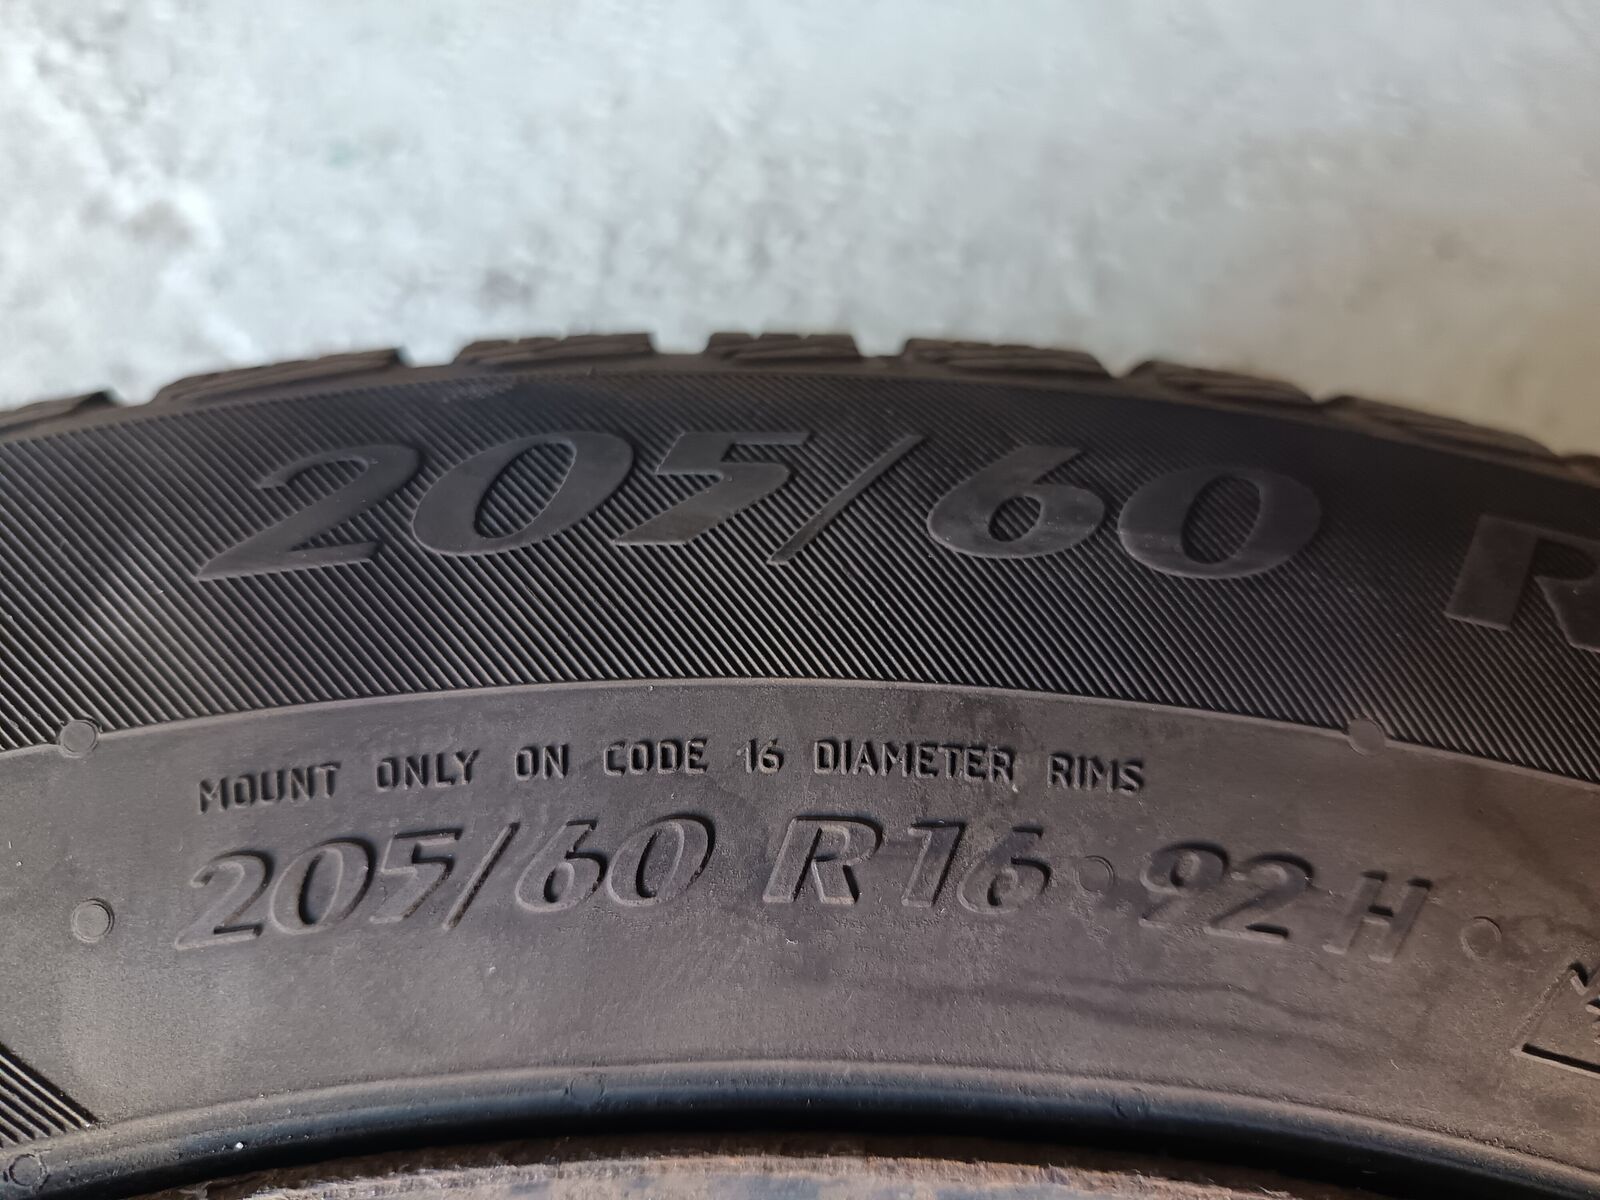 205/60 R
MOUNT ONLY ON CODE 16 DIAMETER RIMS
205/60 R16 92H